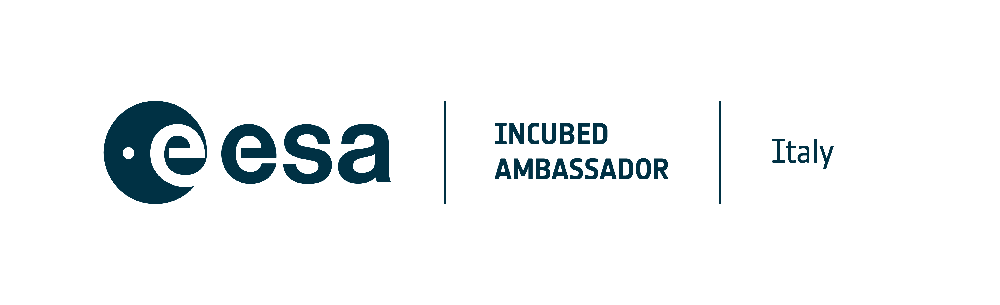 esa
INCUBED
AMBASSADOR
Italy